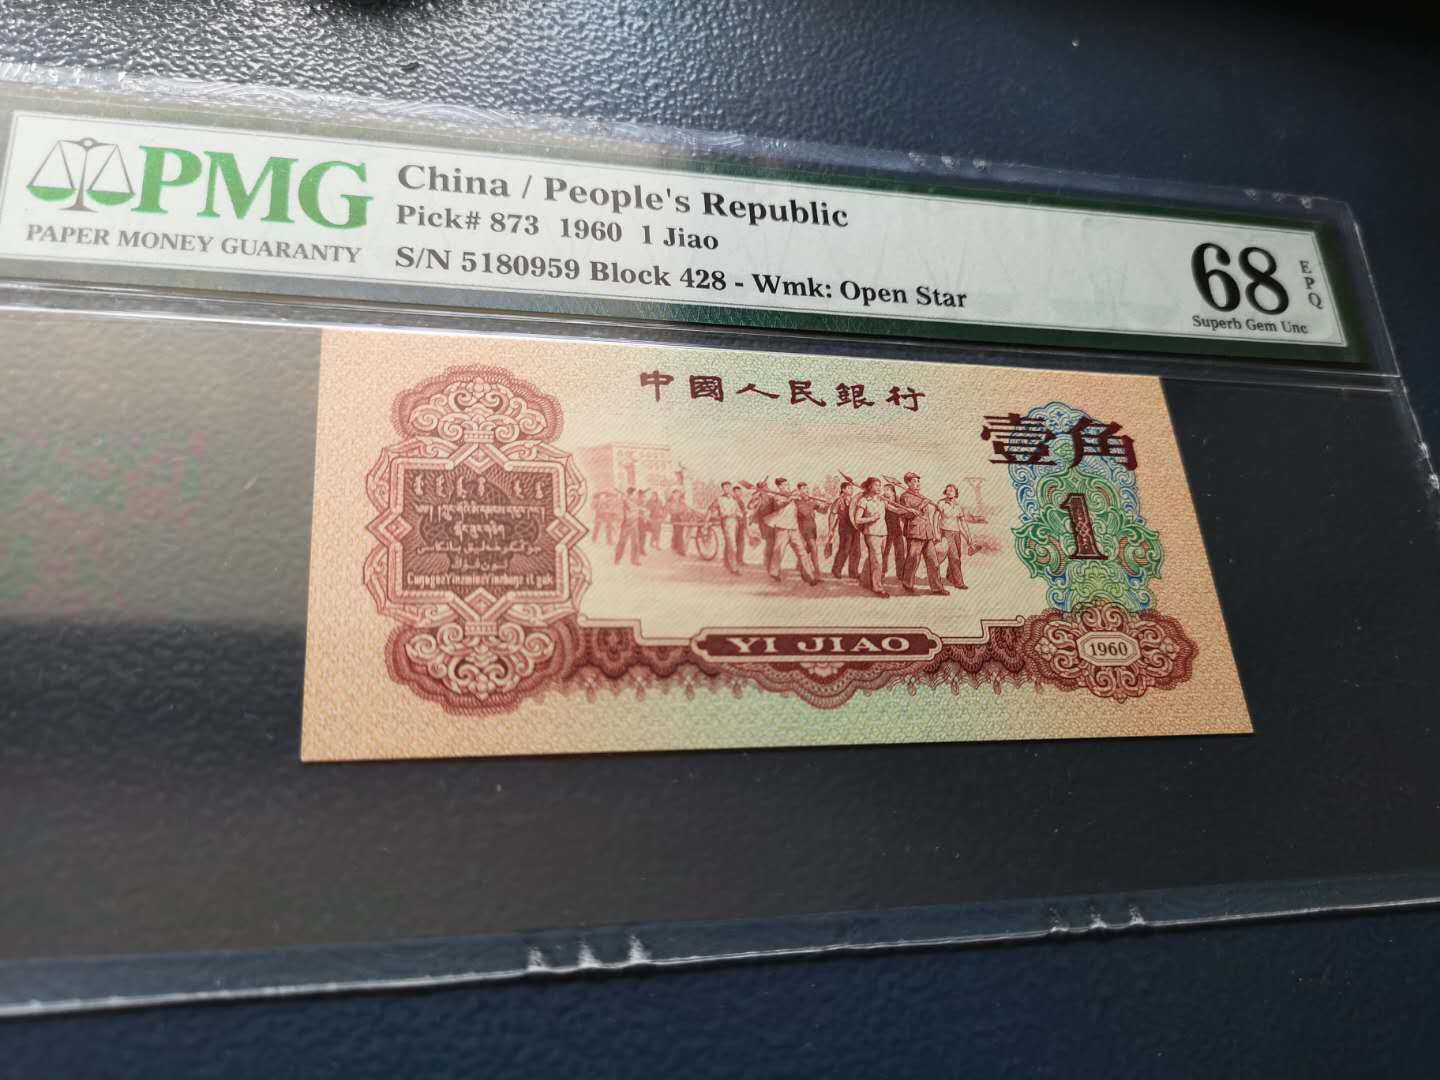 PMG
PAPER MONEY GUARANTY
China / People's Republic
Pick# 873 1960 1 Jiao
S/N 5180959 Block 428 - Wmk: Open Star
68
EPQ
Superb Gem Unc
中國人民銀行
壹角
1
YI JIAO
1960